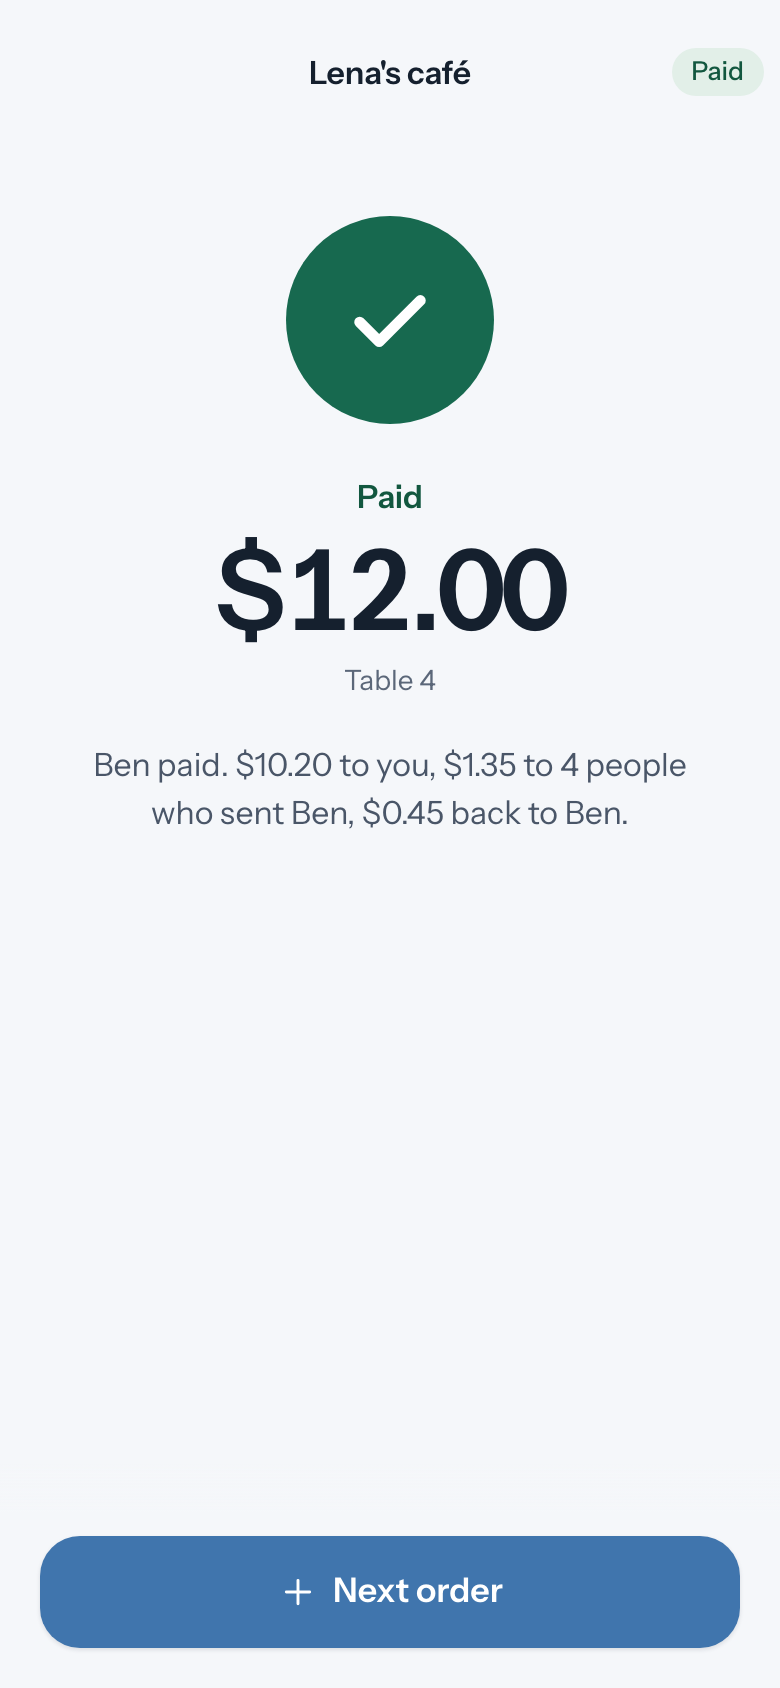 Lena's café
Paid
Paid
$12.00
Table 4
Ben paid. $10.20 to you, $1.35 to 4 people
who sent Ben, $0.45 back to Ben.
Next order